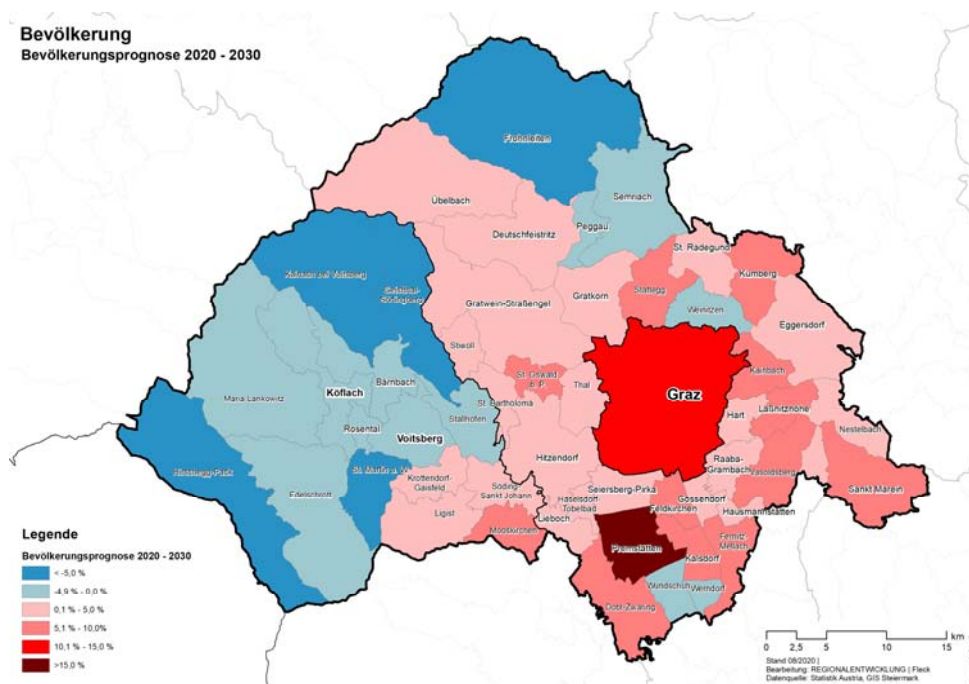 Bevölkerung
Bevölkerungsprognose 2020 - 2030
Frohnleiten
Semriach
Übelbach
Peggau
Deutschfeistritz
St. Radegund
Kumberg
Kainach bei Voitsberg
Stattegg
Geisttal-
Södingberg
Gratkorn
Gratwein-Straßengel
Weinitzen
Eggersdorf
Stiwoll
Kainbach
St. Oswald
b. P.
Bärnbach
Thal
Köflach
Graz
Maria Lankowitz
St. Bartholomä
Laßnitzhöhe
Stallhofen
Hart
Nestelbach
Rosental
Voitsberg
Hitzendorf
Raaba-
Grambach
Hirschegg-Pack
St. Martin a. W.
Vasoldsberg
Krottendorf-
Gaisfeld
Söding-
Sankt Johann
Seiersberg-Pirka
Sankt Marein
Edelschrott
Haselsdorf-
Tobelbad
Gössendorf
Feldkirchen
Hausmannstätten
Ligist
Lieboch
Mooskirchen
Fernitz-
Mellach
Premstätten
Kalsdorf
Wundschuh
Werndorf
Dobl-Zwaring
Legende
Bevölkerungsprognose 2020 - 2030
< -5,0 %
-4,9 % - 0,0 %
0,1 % - 5,0 %
5,1 % - 10,0%
10,1 % - 15,0 %
>15,0 %
0 2,5 5 10 15 km
Stand 08/2020 |
Bearbeitung: REGIONALENTWICKLUNG | Fleck
Datenquelle: Statistik Austria, GIS Steiermark